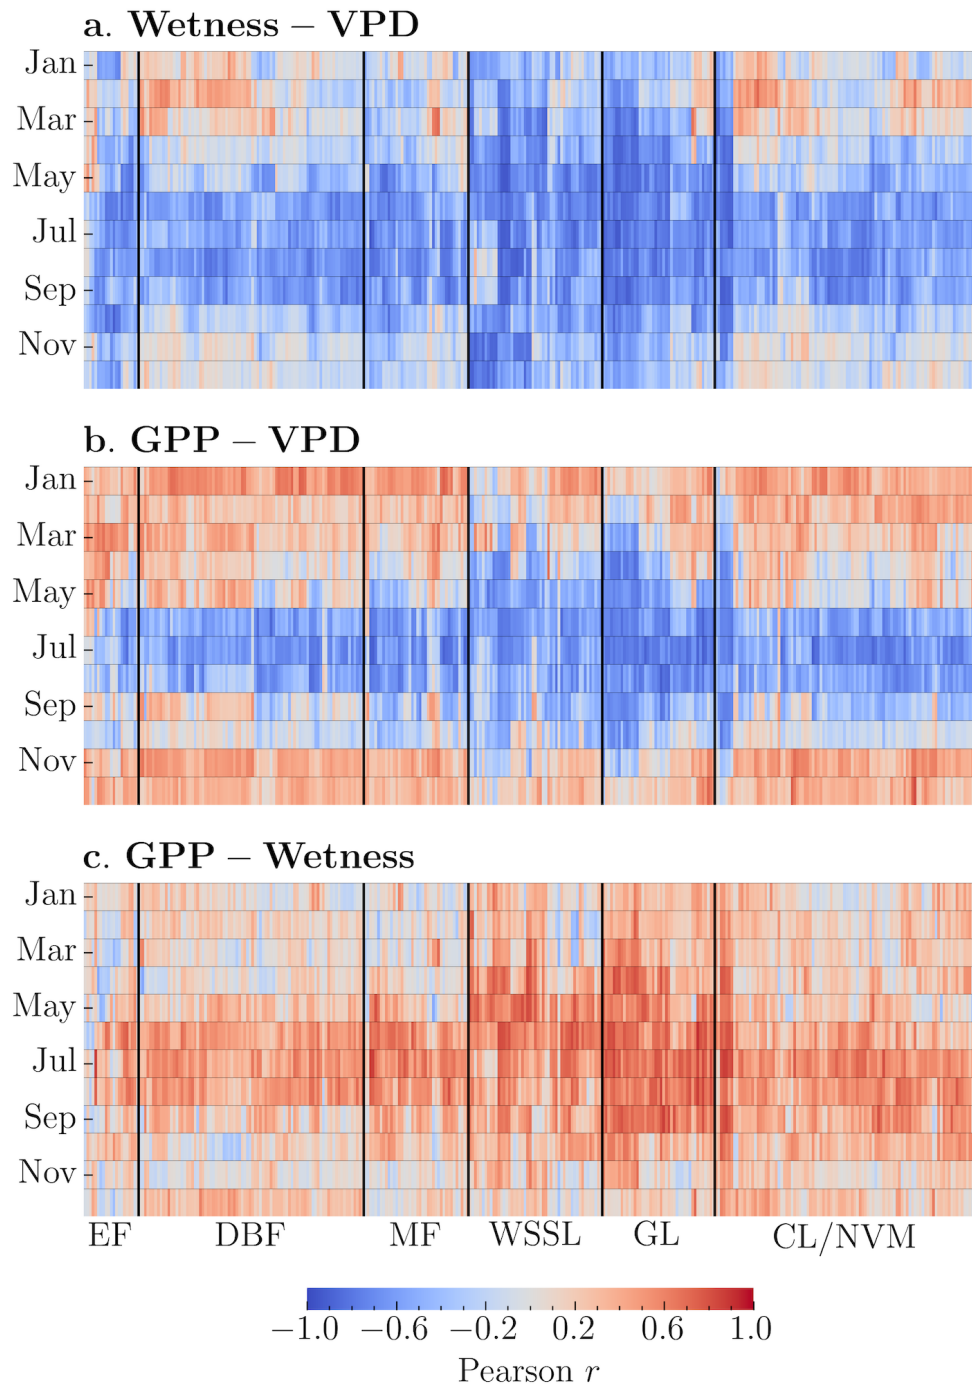 a. Wetness – VPD
Jan
Mar
May
Jul
Sep
Nov
b. GPP – VPD
Jan
Mar
May
Jul
Sep
Nov
c. GPP – Wetness
Jan
Mar
May
Jul
Sep
Nov
EF DBF MF WSSL GL CL/NVM
−1.0 −0.6 −0.2 0.2 0.6 1.0
Pearson r